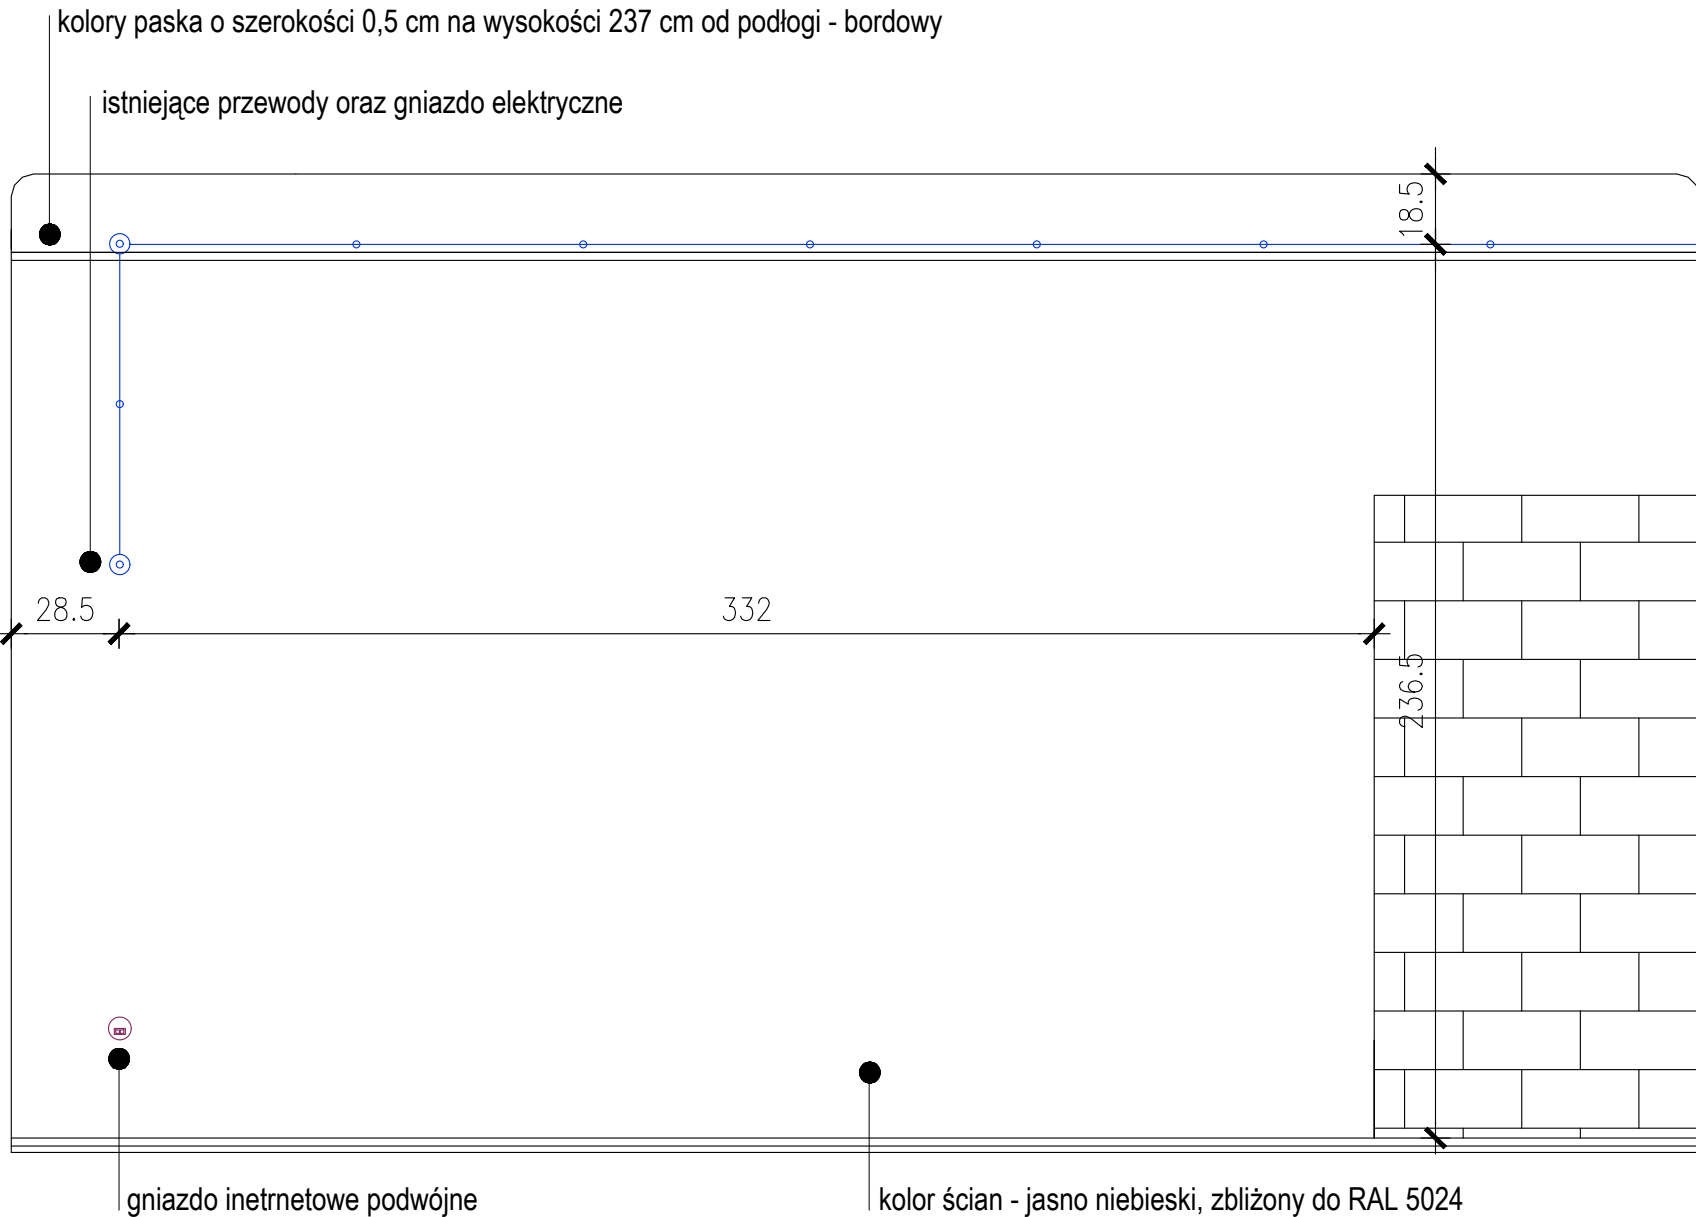 kolory paska o szerokości 0,5 cm na wysokości 237 cm od podłogi - bordowy
istniejące przewody oraz gniazdo elektryczne
18.5
28.5
332
236.5
gniazdo inetrnetowe podwójne
kolor ścian - jasno niebieski, zbliżony do RAL 5024